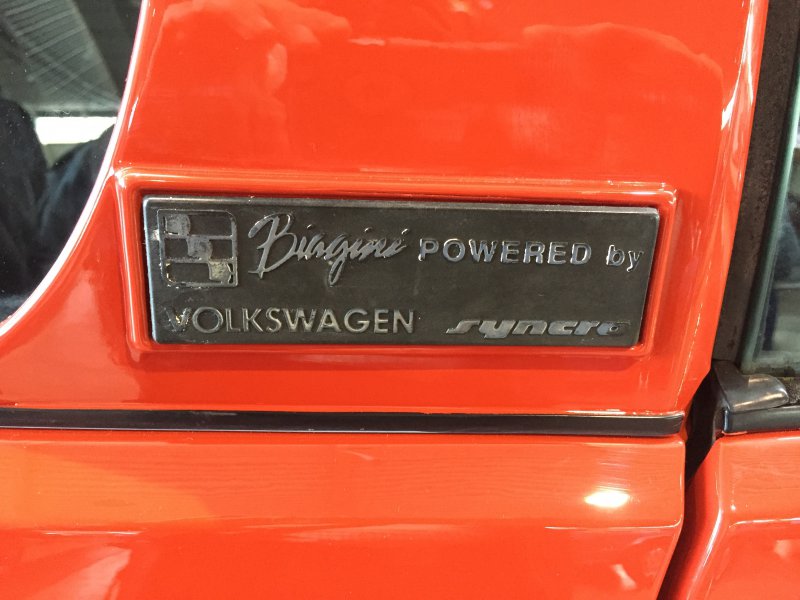 Biagini POWERED by
VOLKSWAGEN syncro